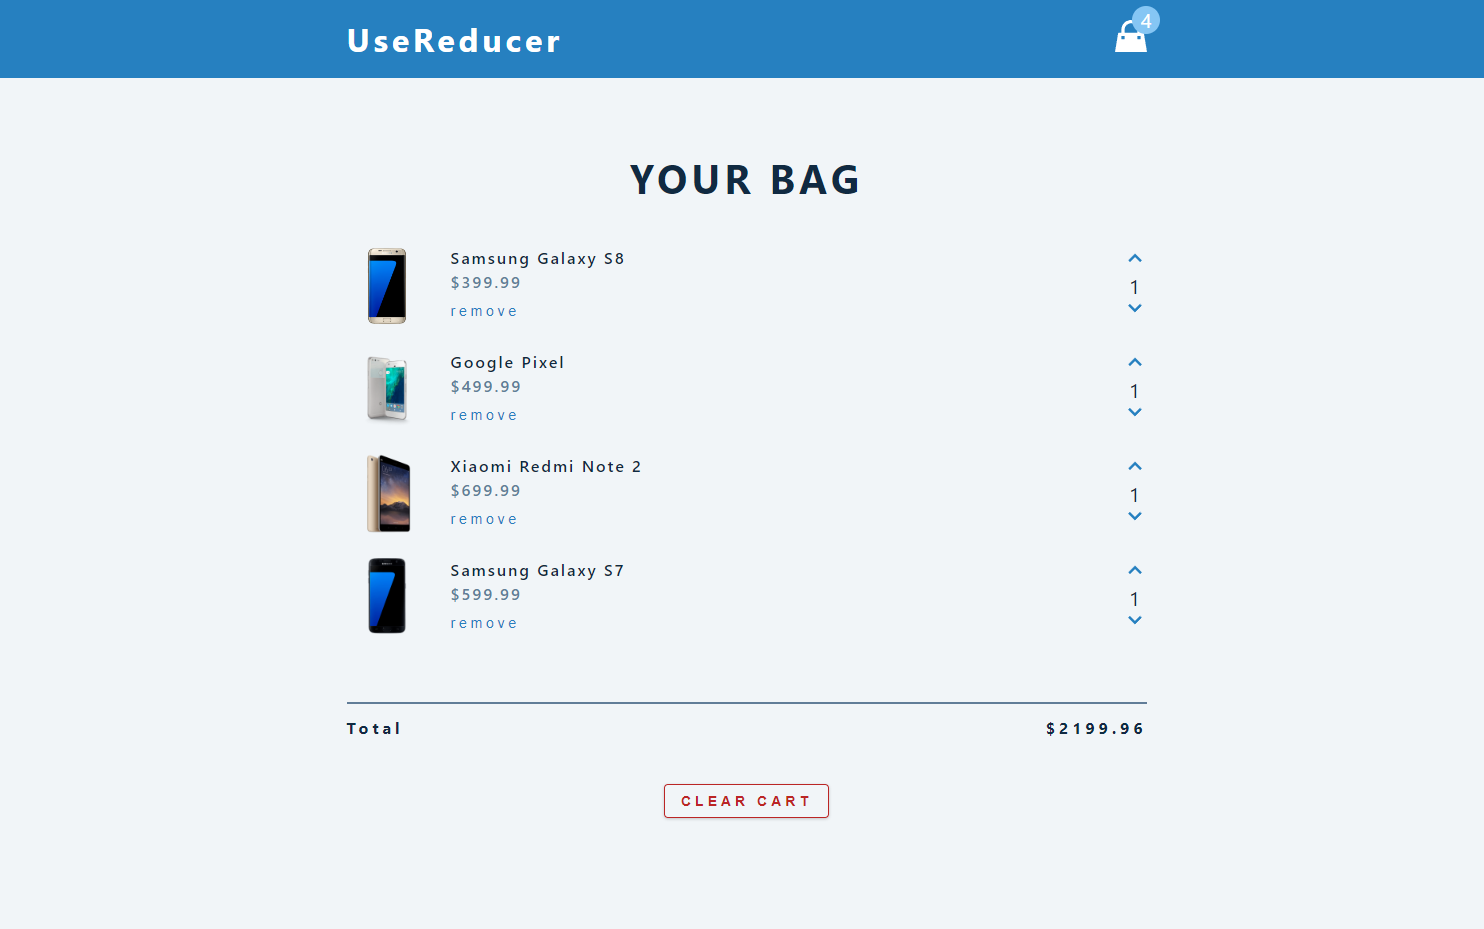 UseReducer
4
YOUR BAG
Samsung Galaxy S8
$399.99
remove
1
Google Pixel
$499.99
remove
1
Xiaomi Redmi Note 2
$699.99
remove
1
Samsung Galaxy S7
$599.99
remove
1
Total $2199.96
CLEAR CART